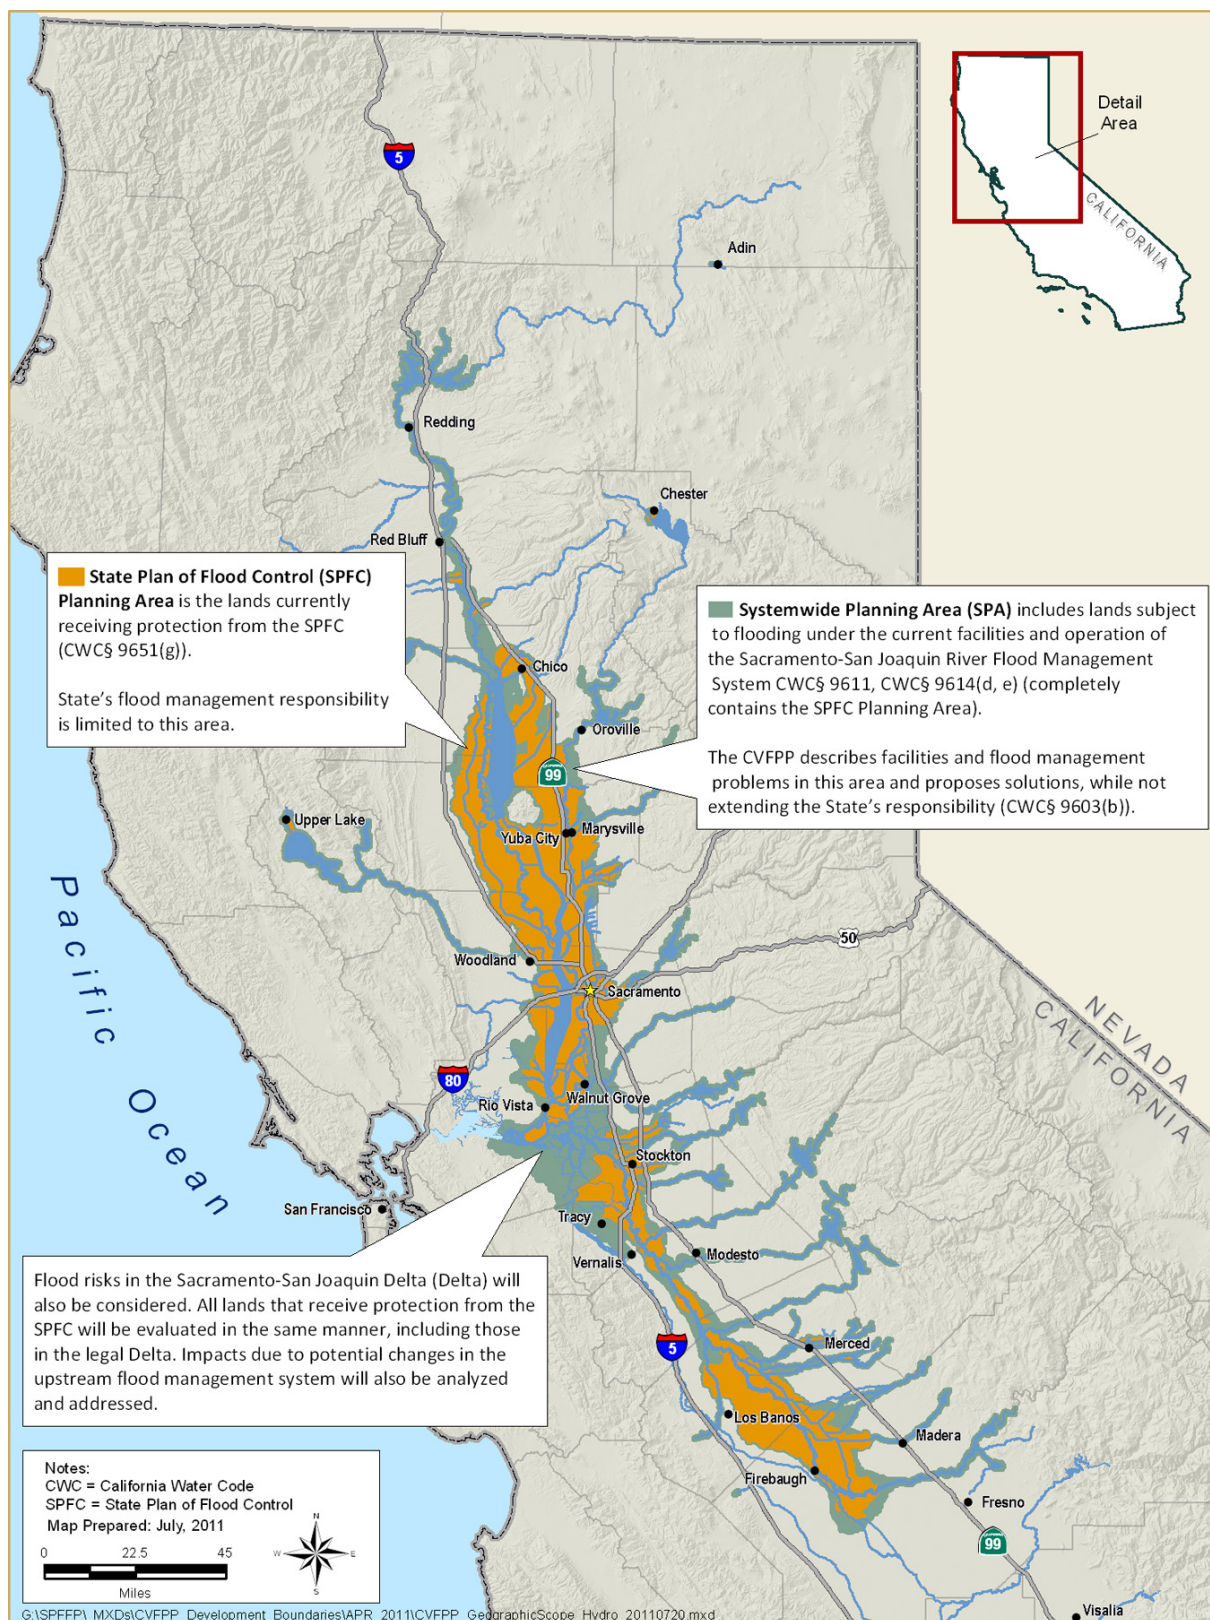 5
Detail
Area
CALIFORNIA
Adin
Redding
Chester
Red Bluff
State Plan of Flood Control (SPFC)
Planning Area is the lands currently
receiving protection from the SPFC
(CWC§ 9651(g)).
State's flood management responsibility
is limited to this area.
Systemwide Planning Area (SPA) includes lands subject
to flooding under the current facilities and operation of
the Sacramento-San Joaquin River Flood Management
System CWC§ 9611, CWC§ 9614(d, e) (completely
contains the SPFC Planning Area).
The CVFPP describes facilities and flood management
problems in this area and proposes solutions, while not
extending the State's responsibility (CWC§ 9603(b)).
Chico
Oroville
CALIFORNIA
99
Upper Lake
Yuba City
Marysville
Pacific Ocean
50
Woodland
Sacramento
NEVADA
CALIFORNIA
80
Rio Vista
Walnut Grove
Stockton
San Francisco
Tracy
Vernalis
Modesto
Flood risks in the Sacramento-San Joaquin Delta (Delta) will
also be considered. All lands that receive protection from the
SPFC will be evaluated in the same manner, including those
in the legal Delta. Impacts due to potential changes in the
upstream flood management system will also be analyzed
and addressed.
5
Merced
Los Banos
Madera
Firebaugh
Fresno
99
Visalia
Notes:
CWC = California Water Code
SPFC = State Plan of Flood Control
Map Prepared: July, 2011
N
W
E
S
0 22.5 45
Miles
G:\SPFFP\_MXDs\CVFPP_Development_Boundaries\APR_2011\CVFPP_GeographicScope_Hydro_20110720.mxd